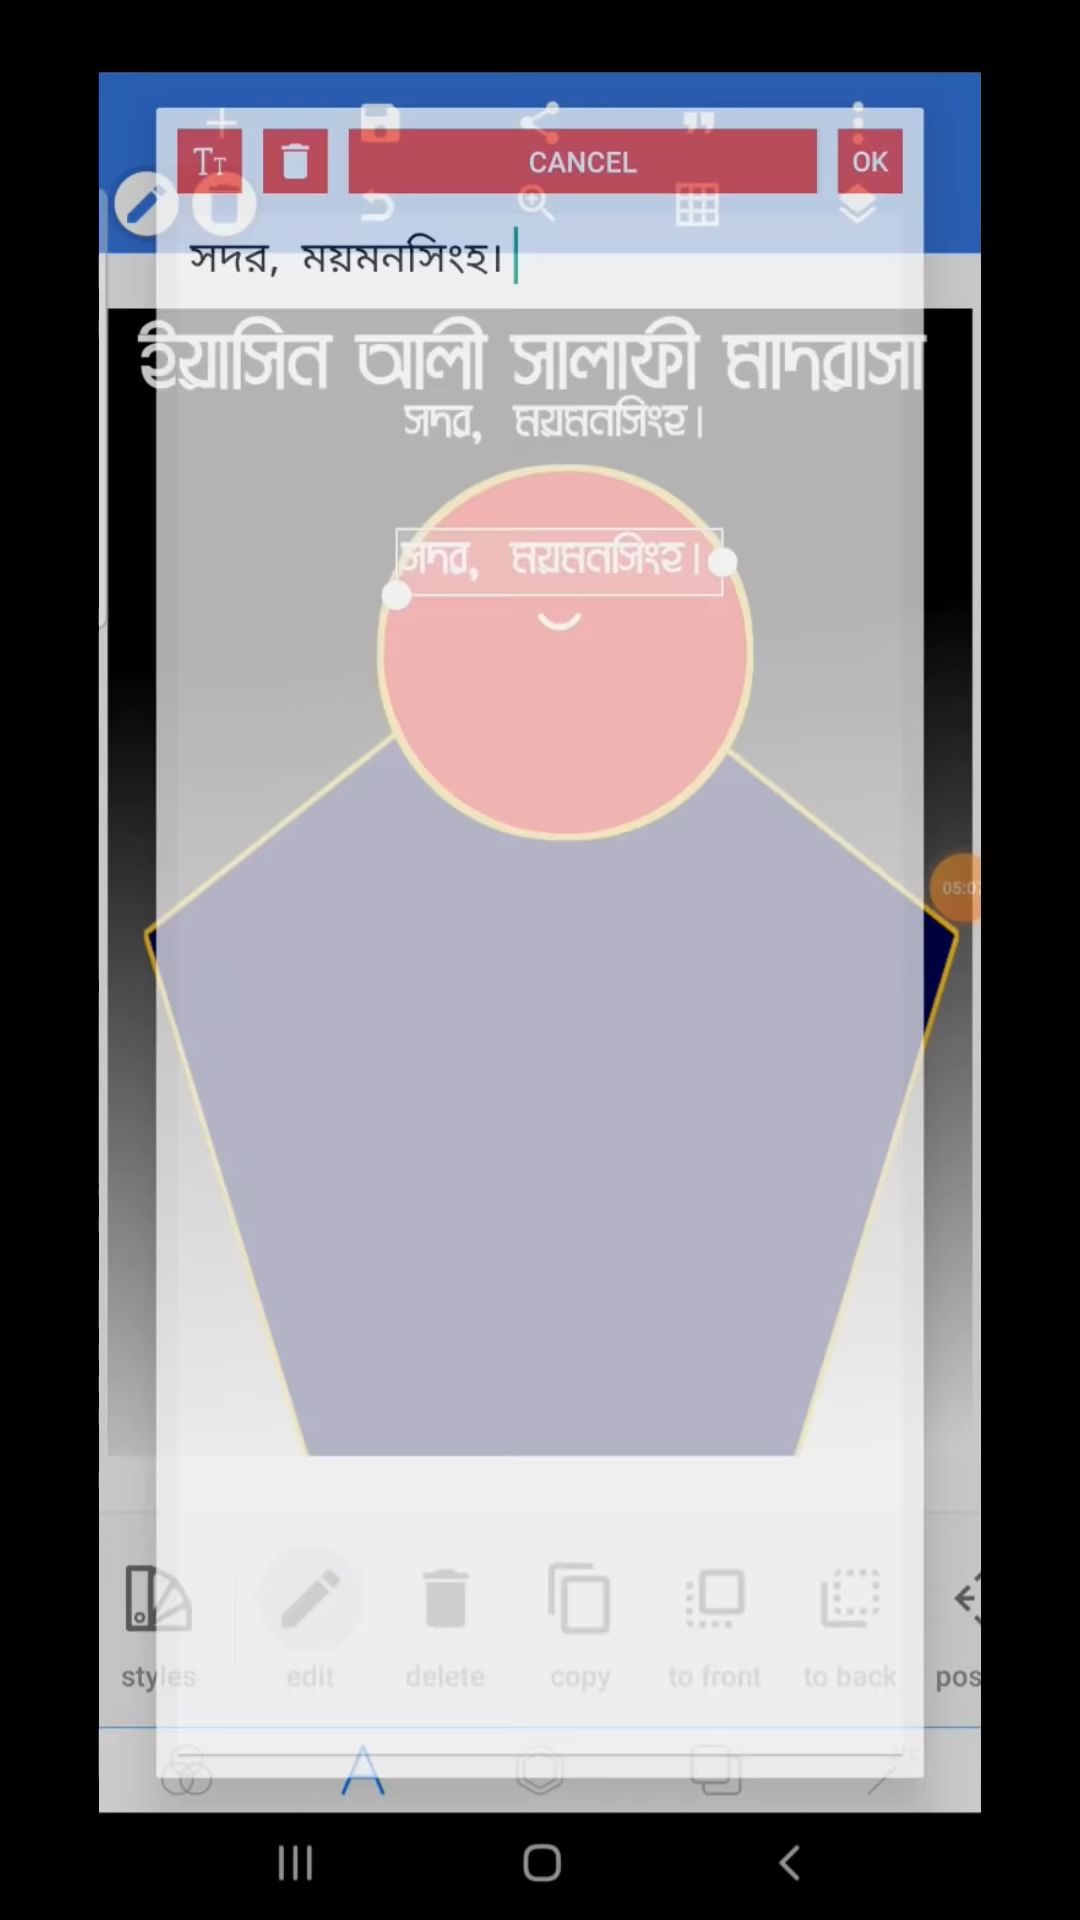 CANCEL
OK
সদর, ময়মনসিংহ।
ইয়াসিন আলী সালাফী মাদরাসা
সদর, ময়মনসিংহ।
সদর, ময়মনসিংহ।
styles
edit
delete
copy
to front
to back